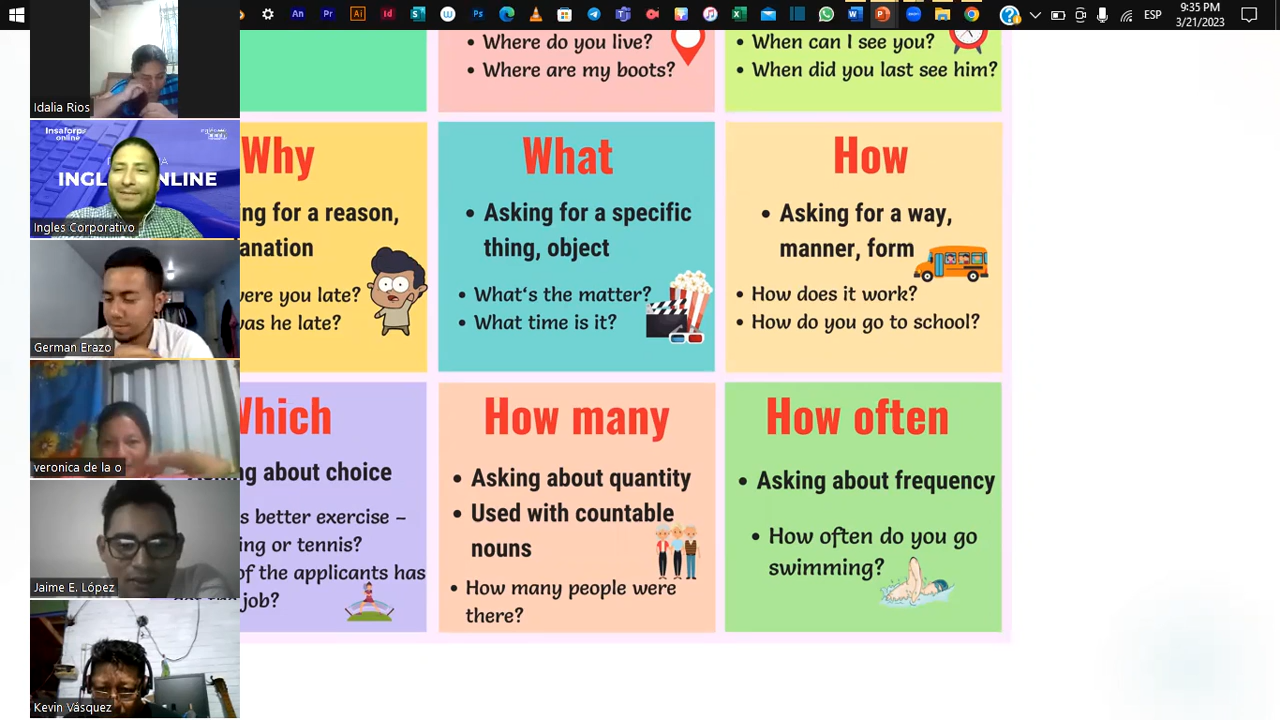 ESP
9:35 PM
3/21/2023
Idalia Rios
Insaforp
online
INGL NLINE
Ingles Corporativo
German Erazo
veronica de la o
Jaime E. López
Kevin Vásquez
• Where do you live?
• Where are my boots?
• When can I see you?
• When did you last see him?
Why
ng for a reason,
anation
were you late?
was he late?
What
• Asking for a specific
thing, object
• What's the matter?
• What time is it?
How
• Asking for a way,
manner, form
• How does it work?
• How do you go to school?
Which
ng about choice
s better exercise –
ing or tennis?
of the applicants has
job?
How many
• Asking about quantity
• Used with countable
nouns
• How many people were
there?
How often
• Asking about frequency
• How often do you go
swimming?